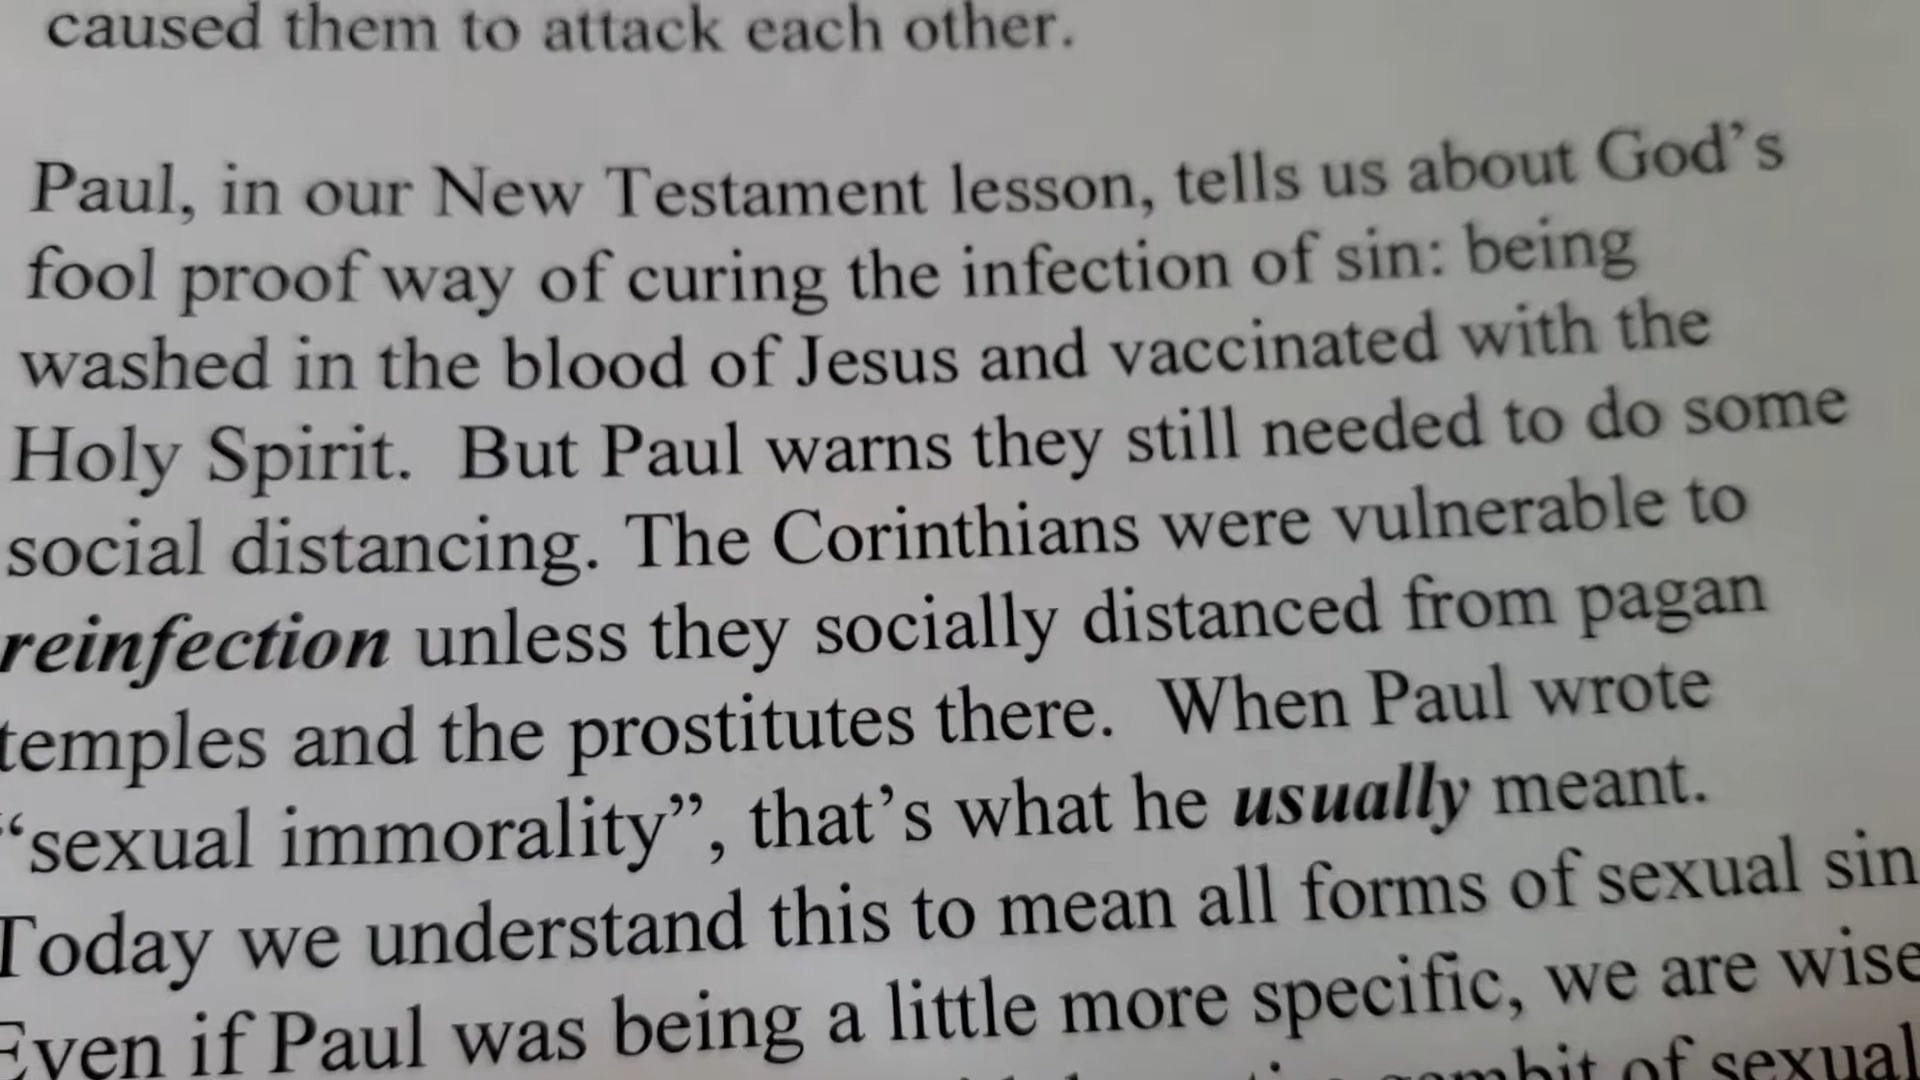 caused them to attack each other.
Paul, in our New Testament lesson, tells us about God’s
fool proof way of curing the infection of sin: being
washed in the blood of Jesus and vaccinated with the
Holy Spirit.  But Paul warns they still needed to do some
social distancing. The Corinthians were vulnerable to
reinfection unless they socially distanced from pagan
temples and the prostitutes there.  When Paul wrote
“sexual immorality”, that’s what he usually meant.
Today we understand this to mean all forms of sexual sin
Even if Paul was being a little more specific, we are wise
gambit of sexual